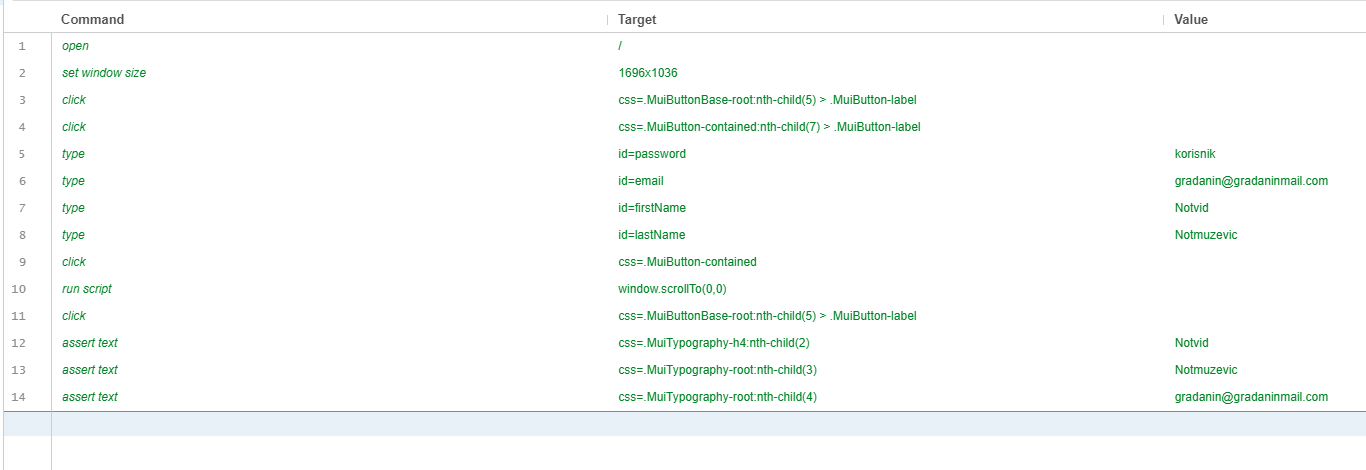 Command Target Value
1 open /
2 set window size 1696x1036
3 click css=.MuiButtonBase-root:nth-child(5) > .MuiButton-label
4 click css=.MuiButton-contained:nth-child(7) > .MuiButton-label
5 type id=password korisnik
6 type id=email gradanin@gradaninmail.com
7 type id=firstName Notvid
8 type id=lastName Notmuzevic
9 click css=.MuiButton-contained
10 run script window.scrollTo(0,0)
11 click css=.MuiButtonBase-root:nth-child(5) > .MuiButton-label
12 assert text css=.MuiTypography-h4:nth-child(2) Notvid
13 assert text css=.MuiTypography-root:nth-child(3) Notmuzevic
14 assert text css=.MuiTypography-root:nth-child(4) gradanin@gradaninmail.com